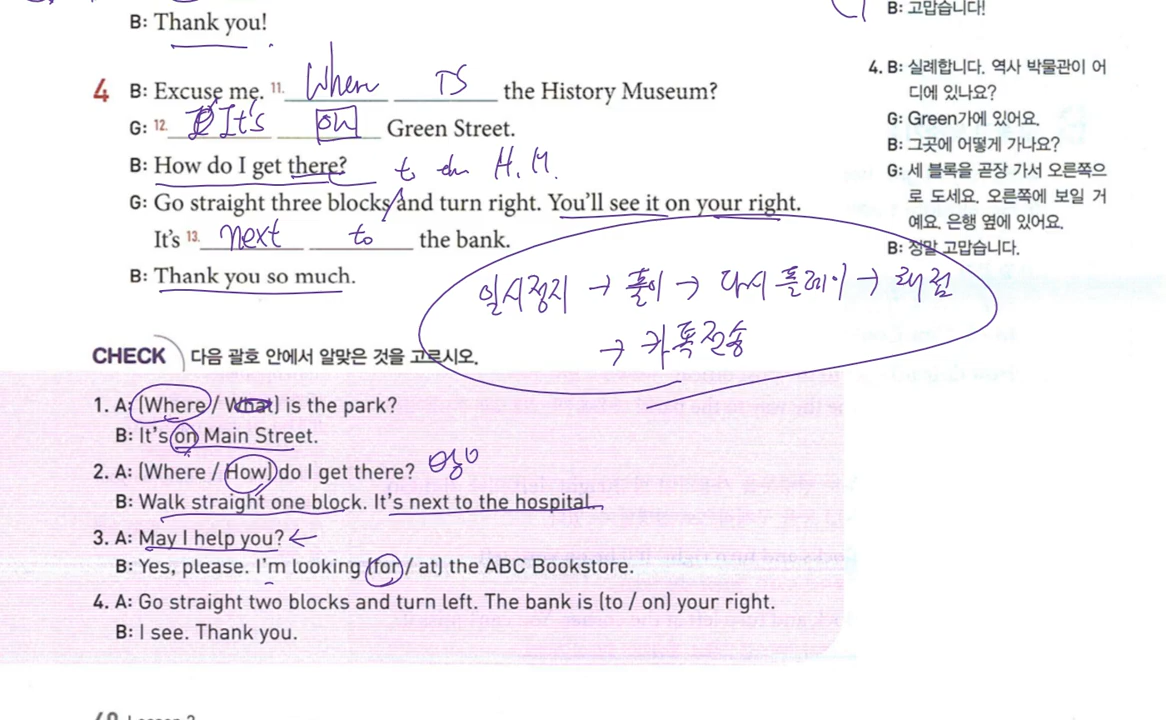 B: Thank you!
4 B: Excuse me. 11. Where is the History Museum?
G: 12. It's on Green Street.
B: How do I get there? to the H.M.
G: Go straight three blocks and turn right. You'll see it on your right.
It's 13. next to the bank.
B: Thank you so much.
일시정지 → 풀이 → 다시 플레이 → 래점
→ 카톡전송
CHECK 다음 괄호 안에서 알맞은 것을 고르시오.
1. A: (Where / What) is the park?
B: It's on Main Street.
2. A: (Where / How) do I get there?
B: Walk straight one block. It's next to the hospital.
3. A: May I help you? ←
B: Yes, please. I'm looking (for / at) the ABC Bookstore.
4. A: Go straight two blocks and turn left. The bank is (to / on) your right.
B: I see. Thank you.
B: 고맙습니다!
4. B: 실례합니다. 역사 박물관이 어
디에 있나요?
G: Green가에 있어요.
B: 그곳에 어떻게 가나요?
G: 세 블록을 곧장 가서 오른쪽으
로 도세요. 오른쪽에 보일 거
예요. 은행 옆에 있어요.
B: 정말 고맙습니다.